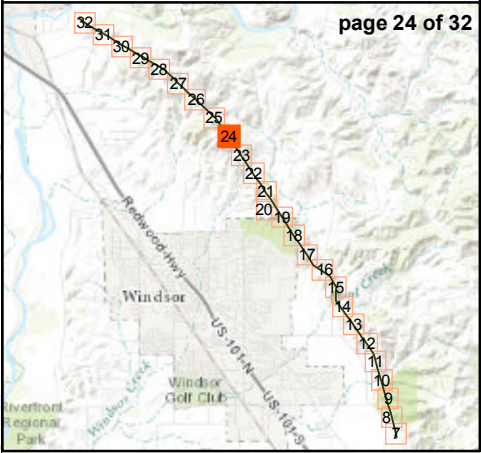 page 24 of 32
32
31
30
29
28
27
26
25
24
23
22
21
20
19
18
17
16
15
14
13
12
11
10
9
8
7
Redwood-Hwy
Windsor
US-101-N
US-101-S
Windsor
Golf Club
Windsor Creek
Creek
Riverfront
Regional
Park